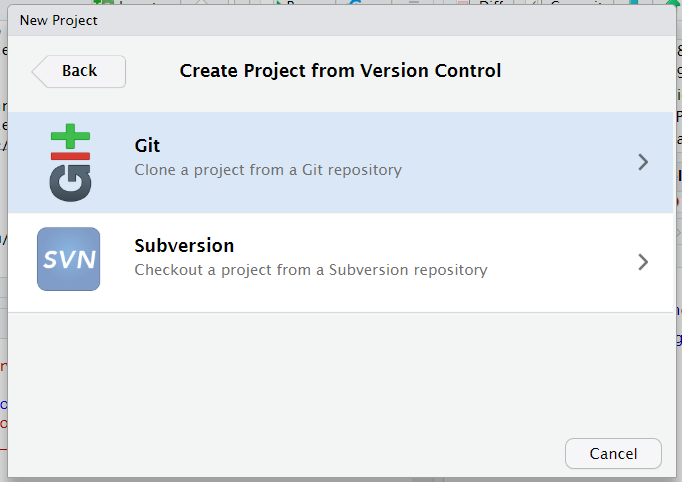 New Project
Back
Create Project from Version Control
Git
Git
Clone a project from a Git repository
SVN
Subversion
Checkout a project from a Subversion repository
Cancel